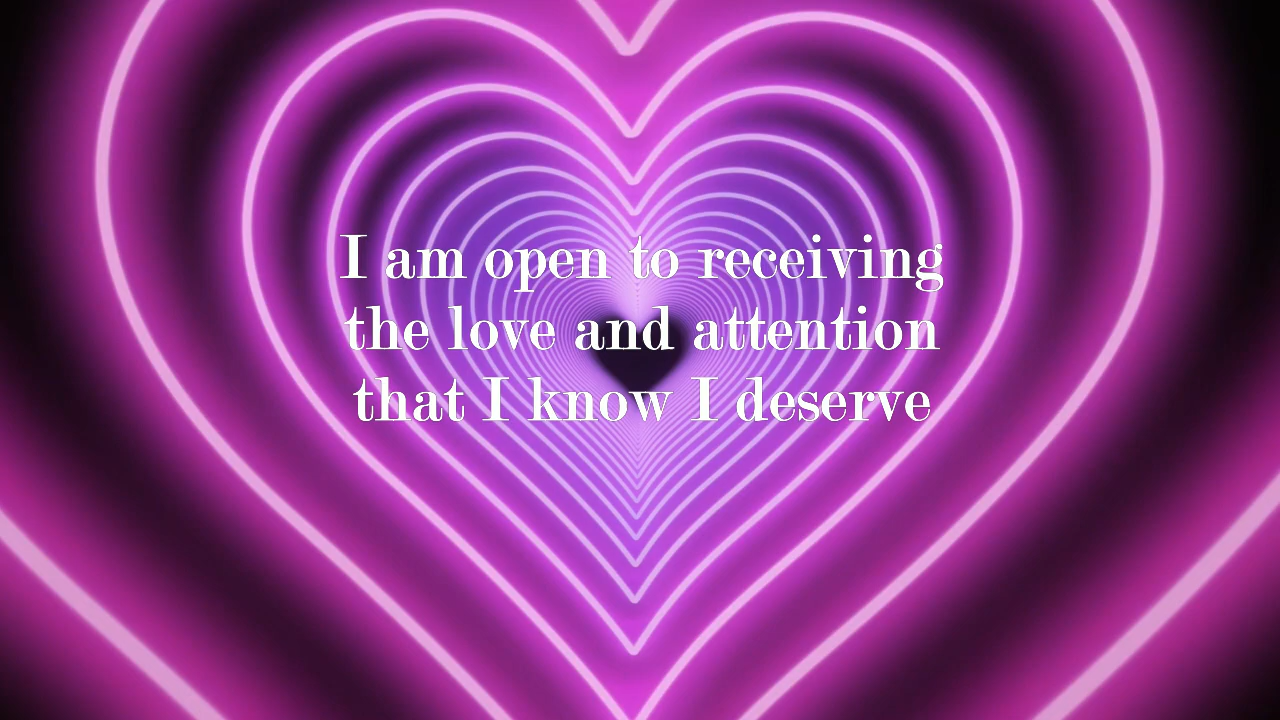 I am open to receiving
the love and attention
that I know I deserve